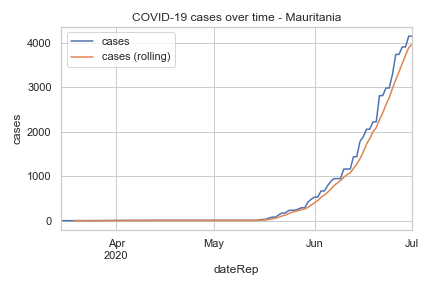 COVID-19 cases over time - Mauritania
cases
cases (rolling)
cases
4000
3000
2000
1000
0
Apr
2020
May
Jun
Jul
dateRep